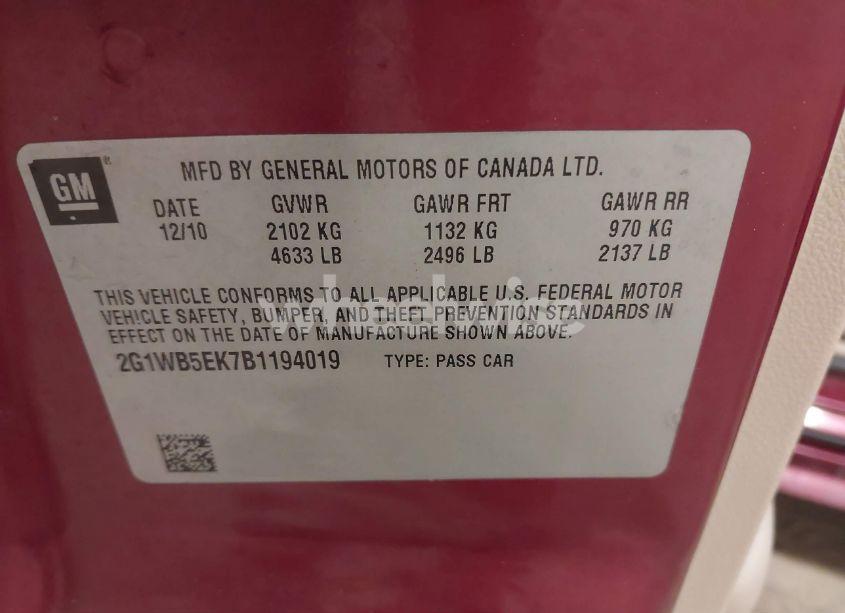 GM
MFD BY GENERAL MOTORS OF CANADA LTD.
DATE GVWR GAWR FRT GAWR RR
12/10 2102 KG 1132 KG 970 KG
4633 LB 2496 LB 2137 LB
THIS VEHICLE CONFORMS TO ALL APPLICABLE U.S. FEDERAL MOTOR
VEHICLE SAFETY, BUMPER, AND THEFT PREVENTION STANDARDS IN
EFFECT ON THE DATE OF MANUFACTURE SHOWN ABOVE.
2G1WB5EK7B1194019 TYPE: PASS CAR